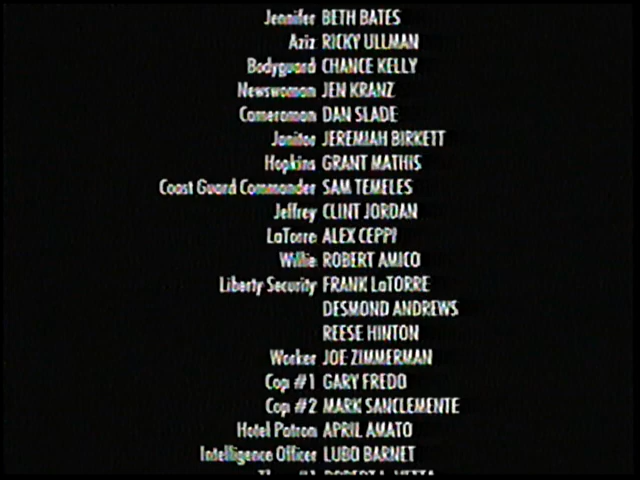 Jennifer BETH BATES
Aziz RICKY ULLMAN
Bodyguard CHANCE KELLY
Newswoman JEN KRANZ
Cameraman DAN SLADE
Janitor JEREMIAH BIRKETT
Hopkins GRANT MATHIS
Coast Guard Commander SAM TEMELES
Jeffrey CLINT JORDAN
LaTorre ALEX CEPPI
Willie ROBERT AMICO
Liberty Security FRANK LaTORRE
DESMOND ANDREWS
REESE HINTON
Worker JOE ZIMMERMAN
Cop #1 GARY FREDO
Cop #2 MARK SANCLEMENTE
Hotel Patron APRIL AMATO
Intelligence Officer LUBO BARNET